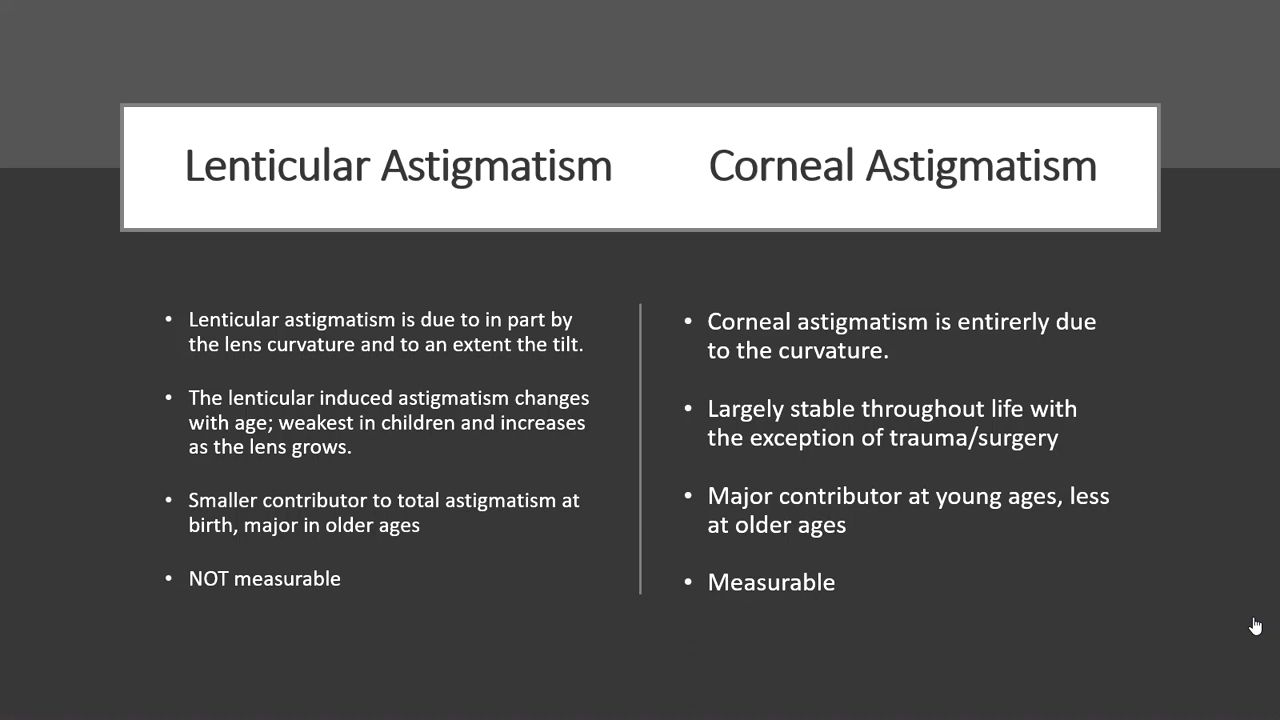 Lenticular Astigmatism
Corneal Astigmatism
• Lenticular astigmatism is due to in part by
the lens curvature and to an extent the tilt.
• The lenticular induced astigmatism changes
with age; weakest in children and increases
as the lens grows.
• Smaller contributor to total astigmatism at
birth, major in older ages
• NOT measurable
• Corneal astigmatism is entirerly due
to the curvature.
• Largely stable throughout life with
the exception of trauma/surgery
• Major contributor at young ages, less
at older ages
• Measurable